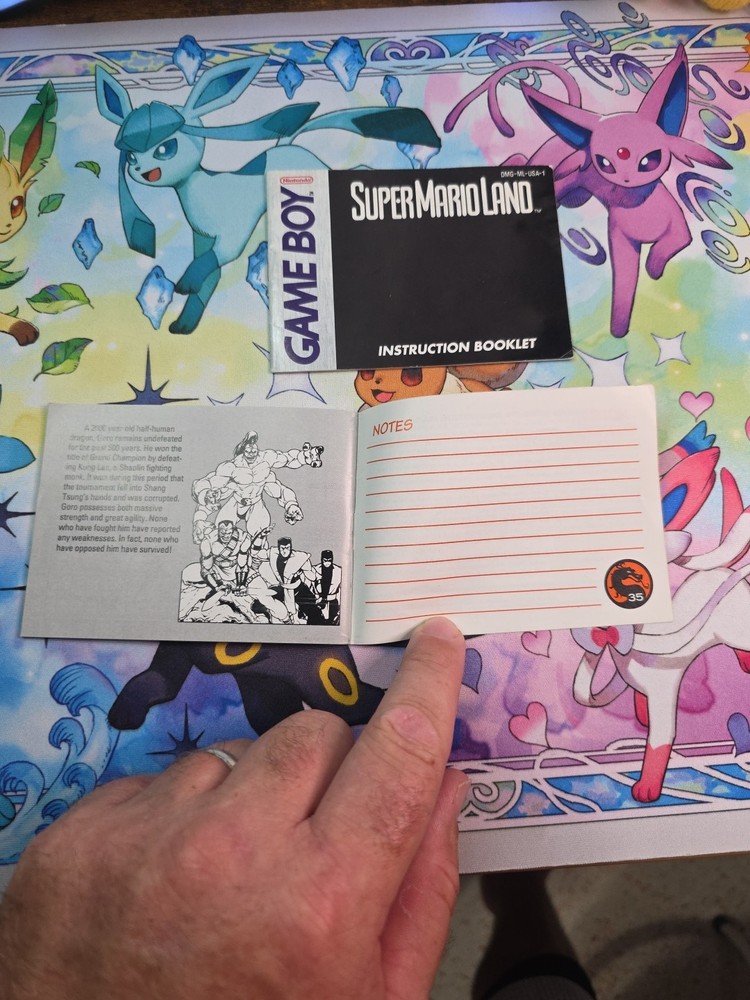 DMG-ML-USA-1
Nintendo
GAME BOY
SUPER MARIO LAND
TM
INSTRUCTION BOOKLET
A 2000 year old half-human
dragon, Goro remains undefeated
for the past 500 years. He won the
title of Grand Champion by defeat-
ing Kung Lao, a Shaolin fighting
monk. It was during this period that
the tournament fell into Shang
Tsung's hands and was corrupted.
Goro possesses both massive
strength and great agility. None
who have fought him have reported
any weaknesses. In fact, none who
have opposed him have survived!
NOTES
35